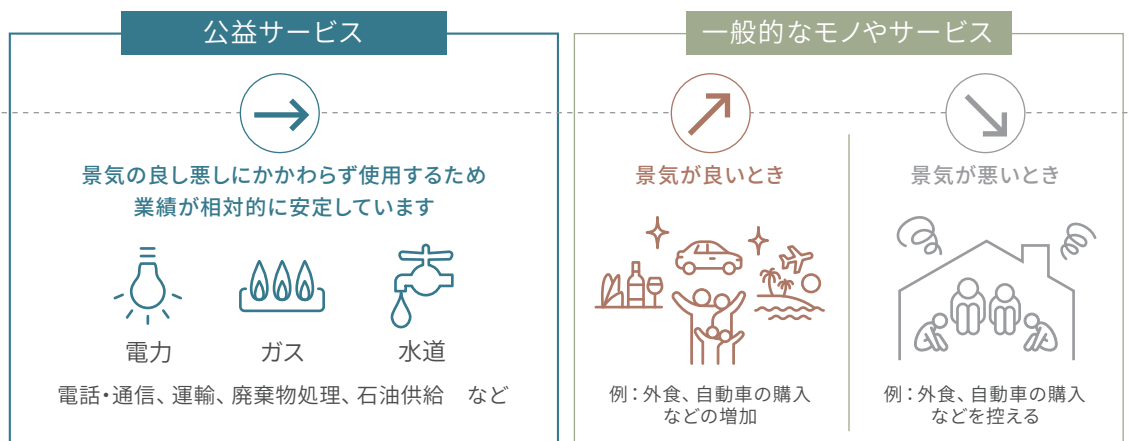 公益サービス
景気の良し悪しにかかわらず使用するため
業績が相対的に安定しています
電力
ガス
水道
電話・通信、運輸、廃棄物処理、石油供給　など
一般的なモノやサービス
景気が良いとき
例：外食、自動車の購入
などの増加
景気が悪いとき
例：外食、自動車の購入
などを控える